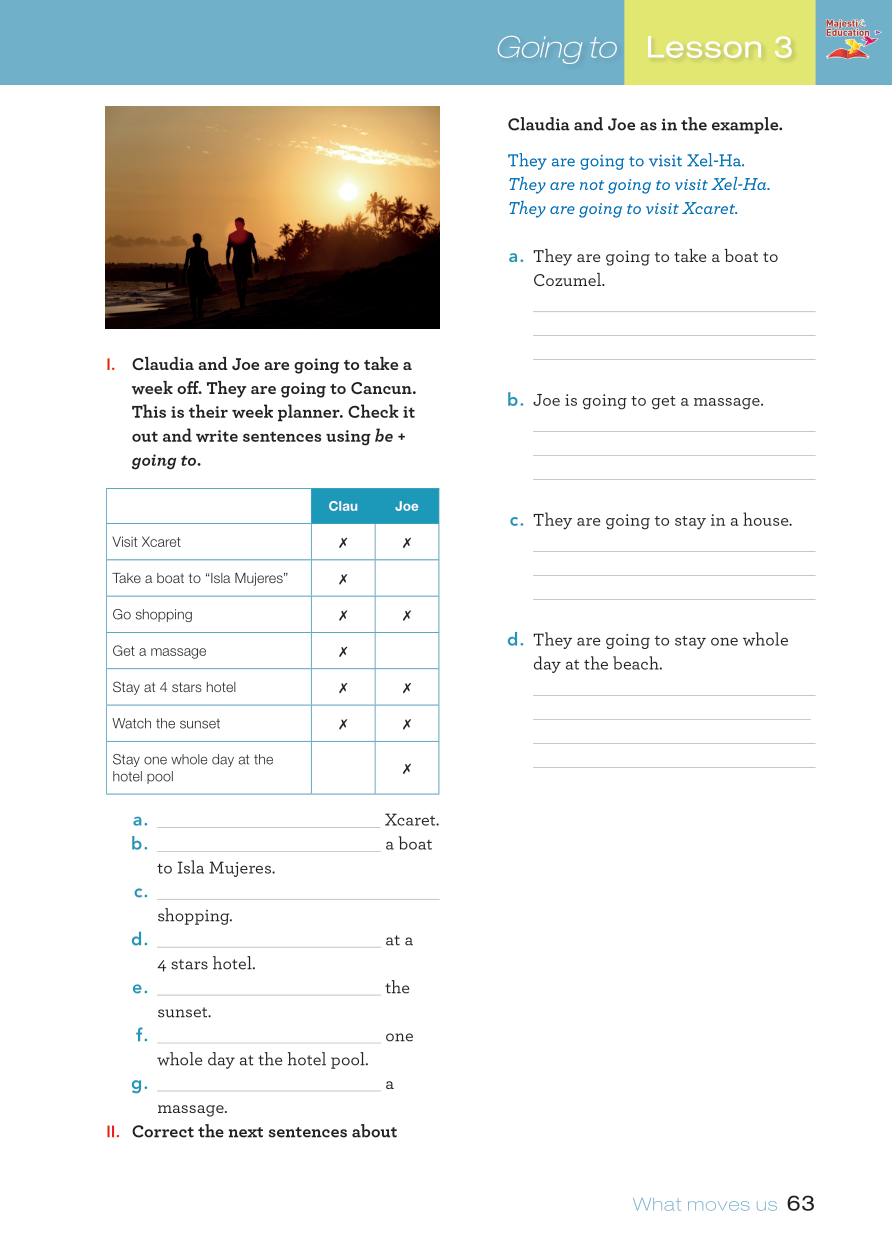 Going to Lesson 3
Majesti&
Education
I. Claudia and Joe are going to take a
week off. They are going to Cancun.
This is their week planner. Check it
out and write sentences using be +
going to.
Clau Joe
Visit Xcaret ✗ ✗
Take a boat to “Isla Mujeres” ✗
Go shopping ✗ ✗
Get a massage ✗
Stay at 4 stars hotel ✗ ✗
Watch the sunset ✗ ✗
Stay one whole day at the
hotel pool ✗
a. ______ Xcaret.
b. ______ a boat
to Isla Mujeres.
c. ______
shopping.
d. ______ at a
4 stars hotel.
e. ______ the
sunset.
f. ______ one
whole day at the hotel pool.
g. ______ a
massage.
II. Correct the next sentences about
Claudia and Joe as in the example.
They are going to visit Xel-Ha.
They are not going to visit Xel-Ha.
They are going to visit Xcaret.
a. They are going to take a boat to
Cozumel.
b. Joe is going to get a massage.
c. They are going to stay in a house.
d. They are going to stay one whole
day at the beach.
What moves us 63